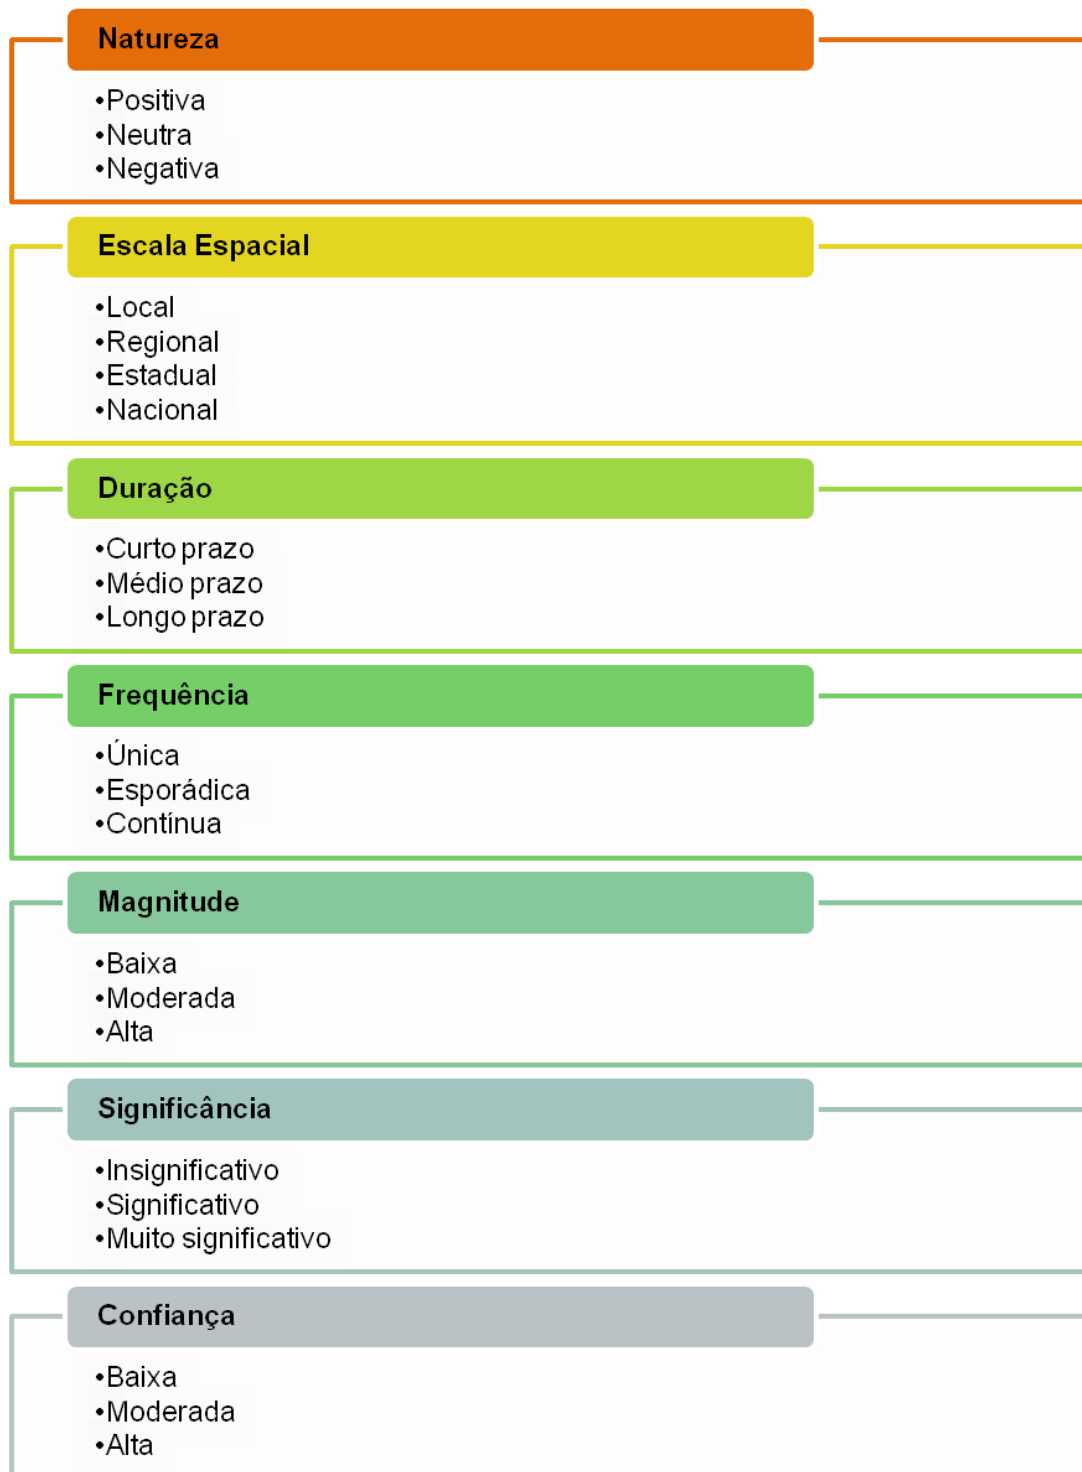 Natureza
•Positiva
•Neutra
•Negativa
Escala Espacial
•Local
•Regional
•Estadual
•Nacional
Duração
•Curto prazo
•Médio prazo
•Longo prazo
Frequência
•Única
•Esporádica
•Contínua
Magnitude
•Baixa
•Moderada
•Alta
Significância
•Insignificativo
•Significativo
•Muito significativo
Confiança
•Baixa
•Moderada
•Alta